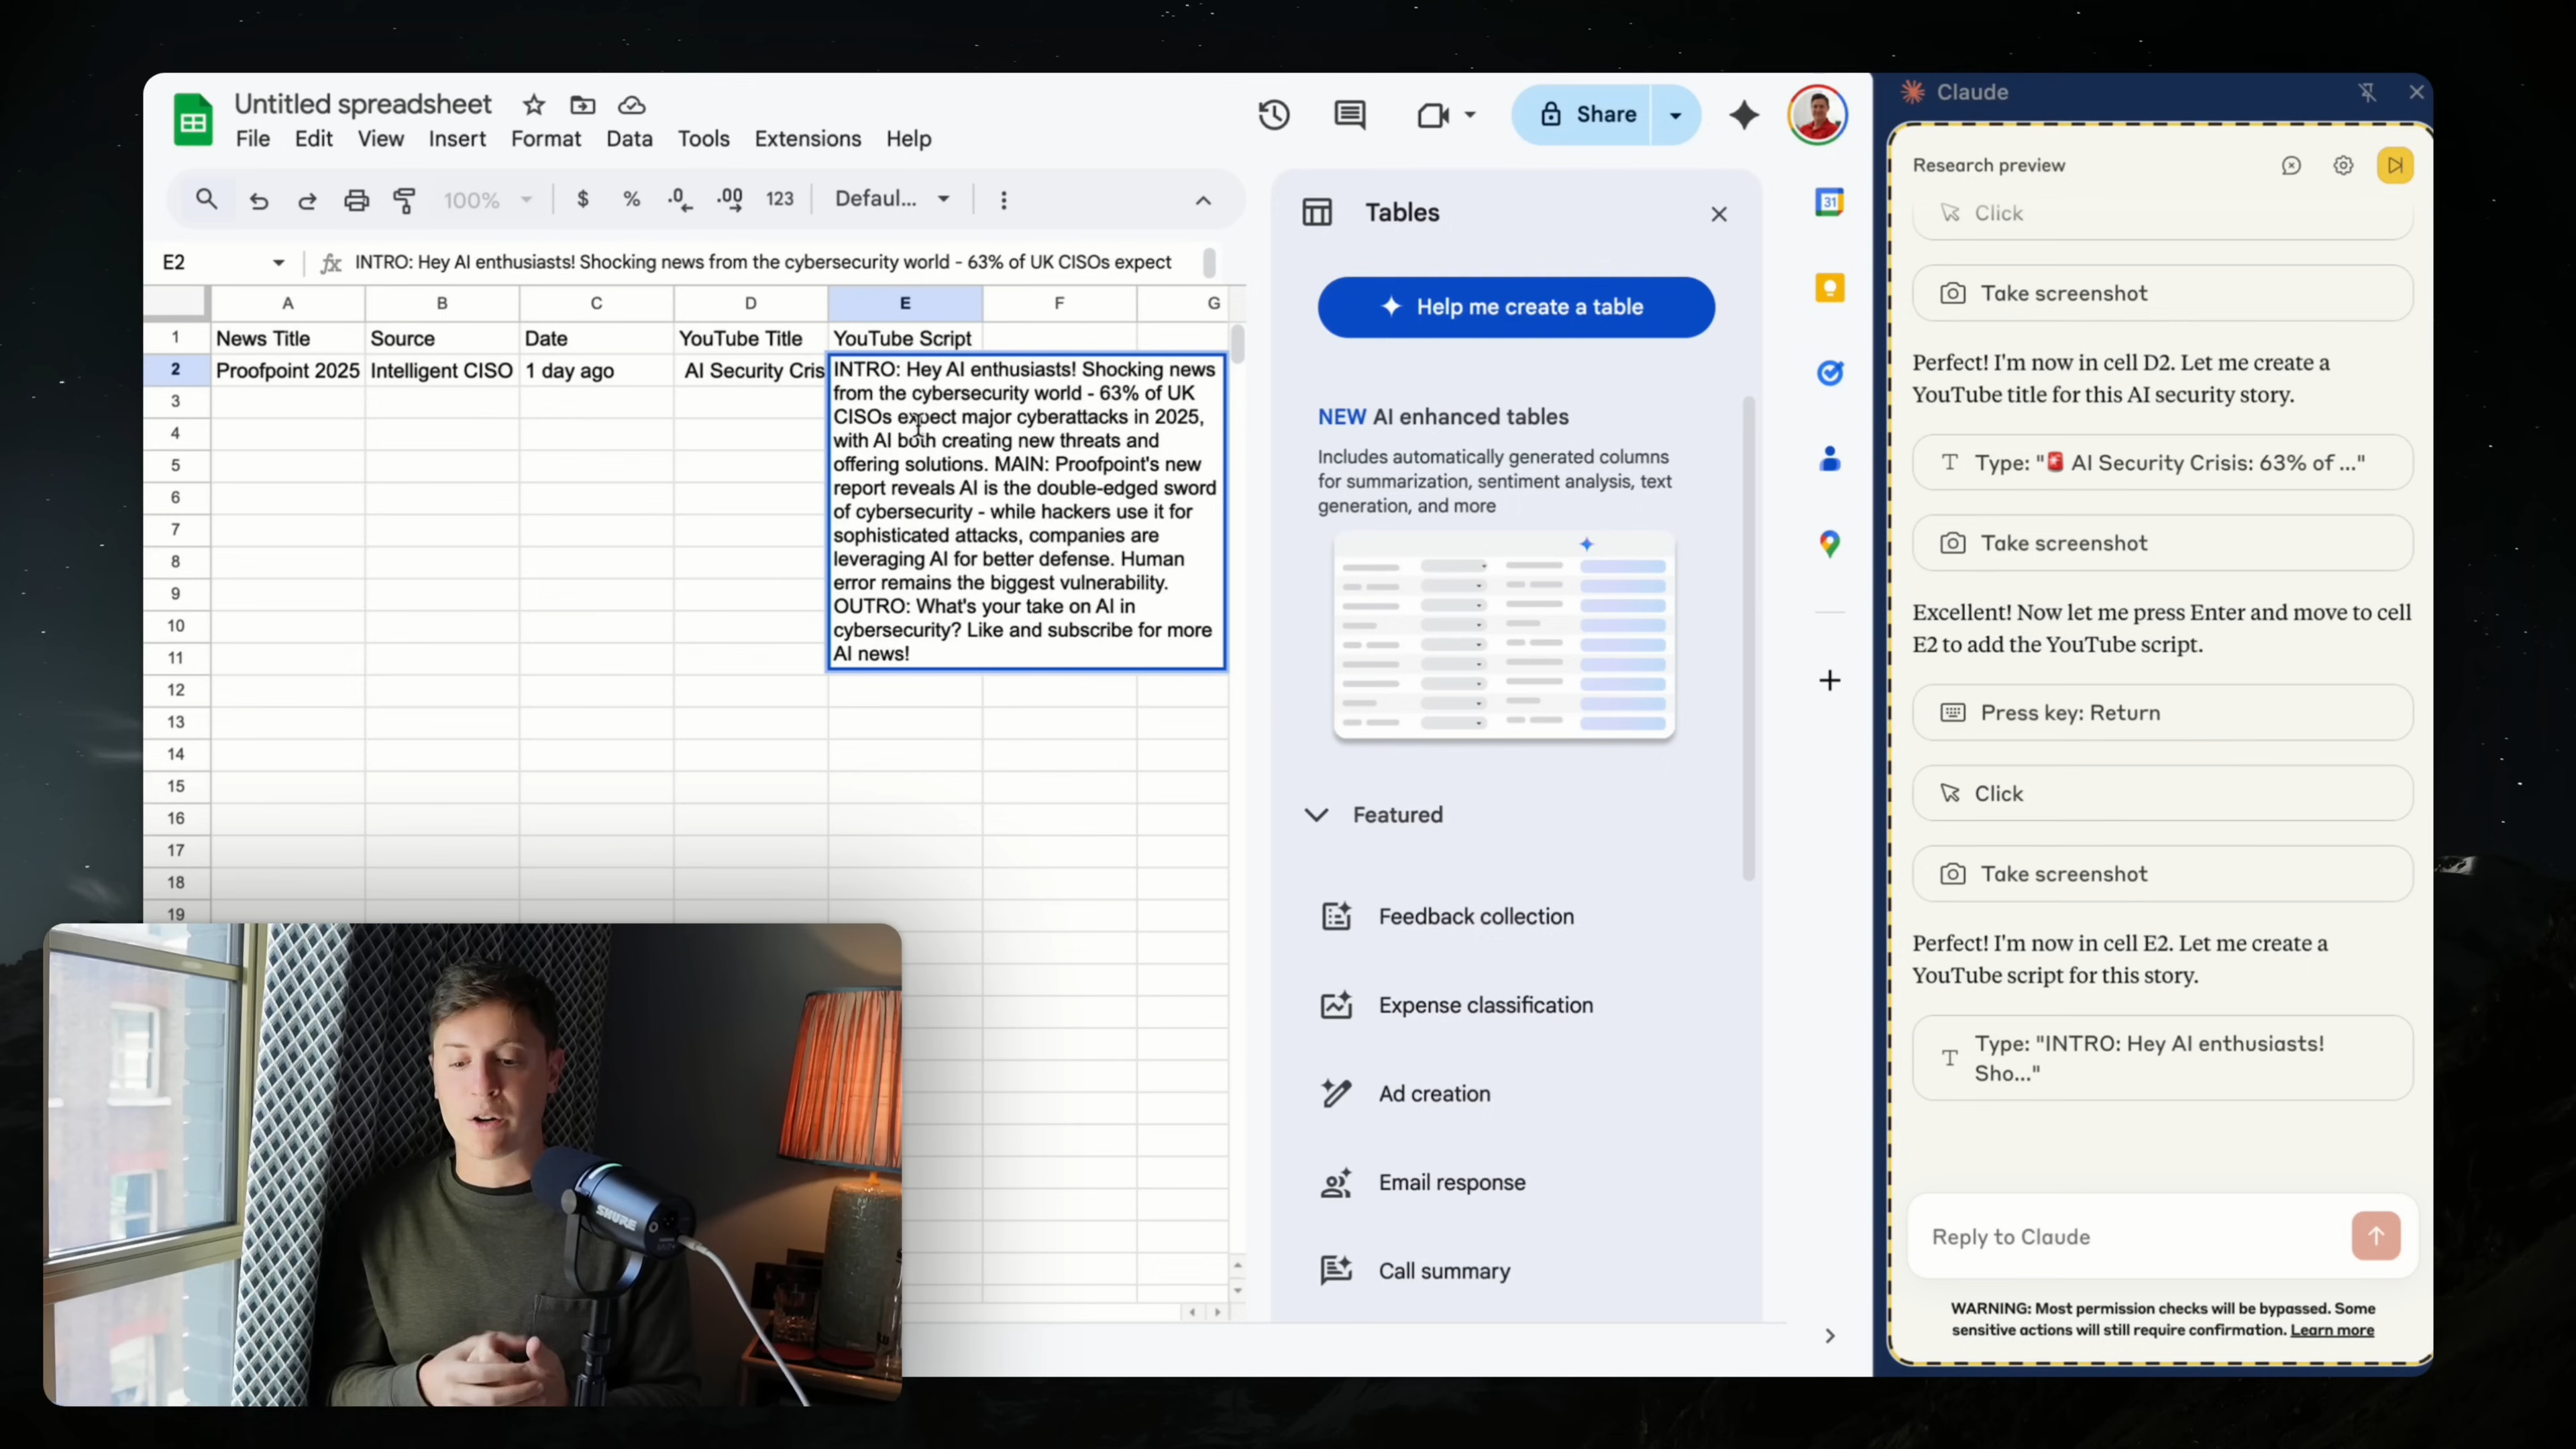 Untitled spreadsheet
File Edit View Insert Format Data Tools Extensions Help
Share
100% $ % .0 .00 123 Defaul...
E2 fx INTRO: Hey AI enthusiasts! Shocking news from the cybersecurity world - 63% of UK CISOs expect
A B C D E F G
1 News Title Source Date YouTube Title YouTube Script
2 Proofpoint 2025 Intelligent CISO 1 day ago AI Security Cris
INTRO: Hey AI enthusiasts! Shocking news
from the cybersecurity world - 63% of UK
CISOs expect major cyberattacks in 2025,
with AI both creating new threats and
offering solutions. MAIN: Proofpoint's new
report reveals AI is the double-edged sword
of cybersecurity - while hackers use it for
sophisticated attacks, companies are
leveraging AI for better defense. Human
error remains the biggest vulnerability.
OUTRO: What's your take on AI in
cybersecurity? Like and subscribe for more
AI news!
3
4
5
6
7
8
9
10
11
12
13
14
15
16
17
18
19
SHURE
Tables
Help me create a table
NEW AI enhanced tables
Includes automatically generated columns
for summarization, sentiment analysis, text
generation, and more
Featured
Feedback collection
Expense classification
Ad creation
Email response
Call summary
31
Claude
Research preview
Click
Take screenshot
Perfect! I'm now in cell D2. Let me create a
YouTube title for this AI security story.
Type: "🚨 AI Security Crisis: 63% of ..."
Take screenshot
Excellent! Now let me press Enter and move to cell
E2 to add the YouTube script.
Press key: Return
Click
Take screenshot
Perfect! I'm now in cell E2. Let me create a
YouTube script for this story.
Type: "INTRO: Hey AI enthusiasts!
Sho..."
Reply to Claude
WARNING: Most permission checks will be bypassed. Some
sensitive actions will still require confirmation. Learn more